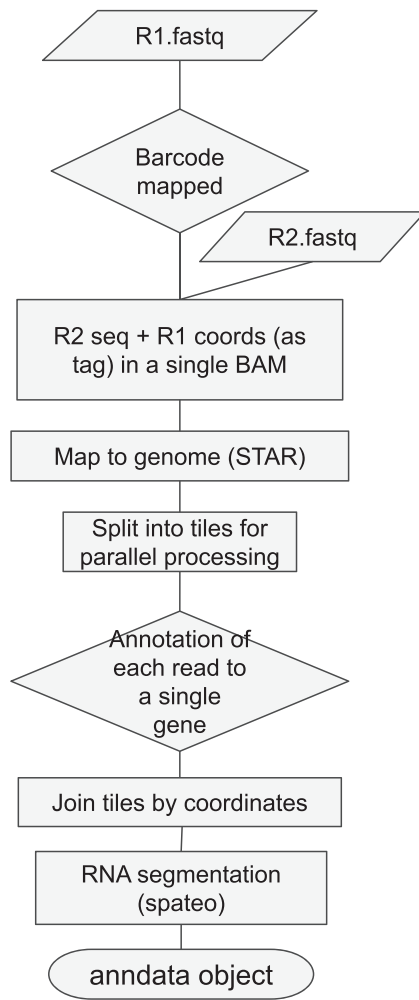 R1.fastq
Barcode
mapped
R2.fastq
R2 seq + R1 coords (as
tag) in a single BAM
Map to genome (STAR)
Split into tiles for
parallel processing
Annotation of
each read to
a single
gene
Join tiles by coordinates
RNA segmentation
(spateo)
anndata object